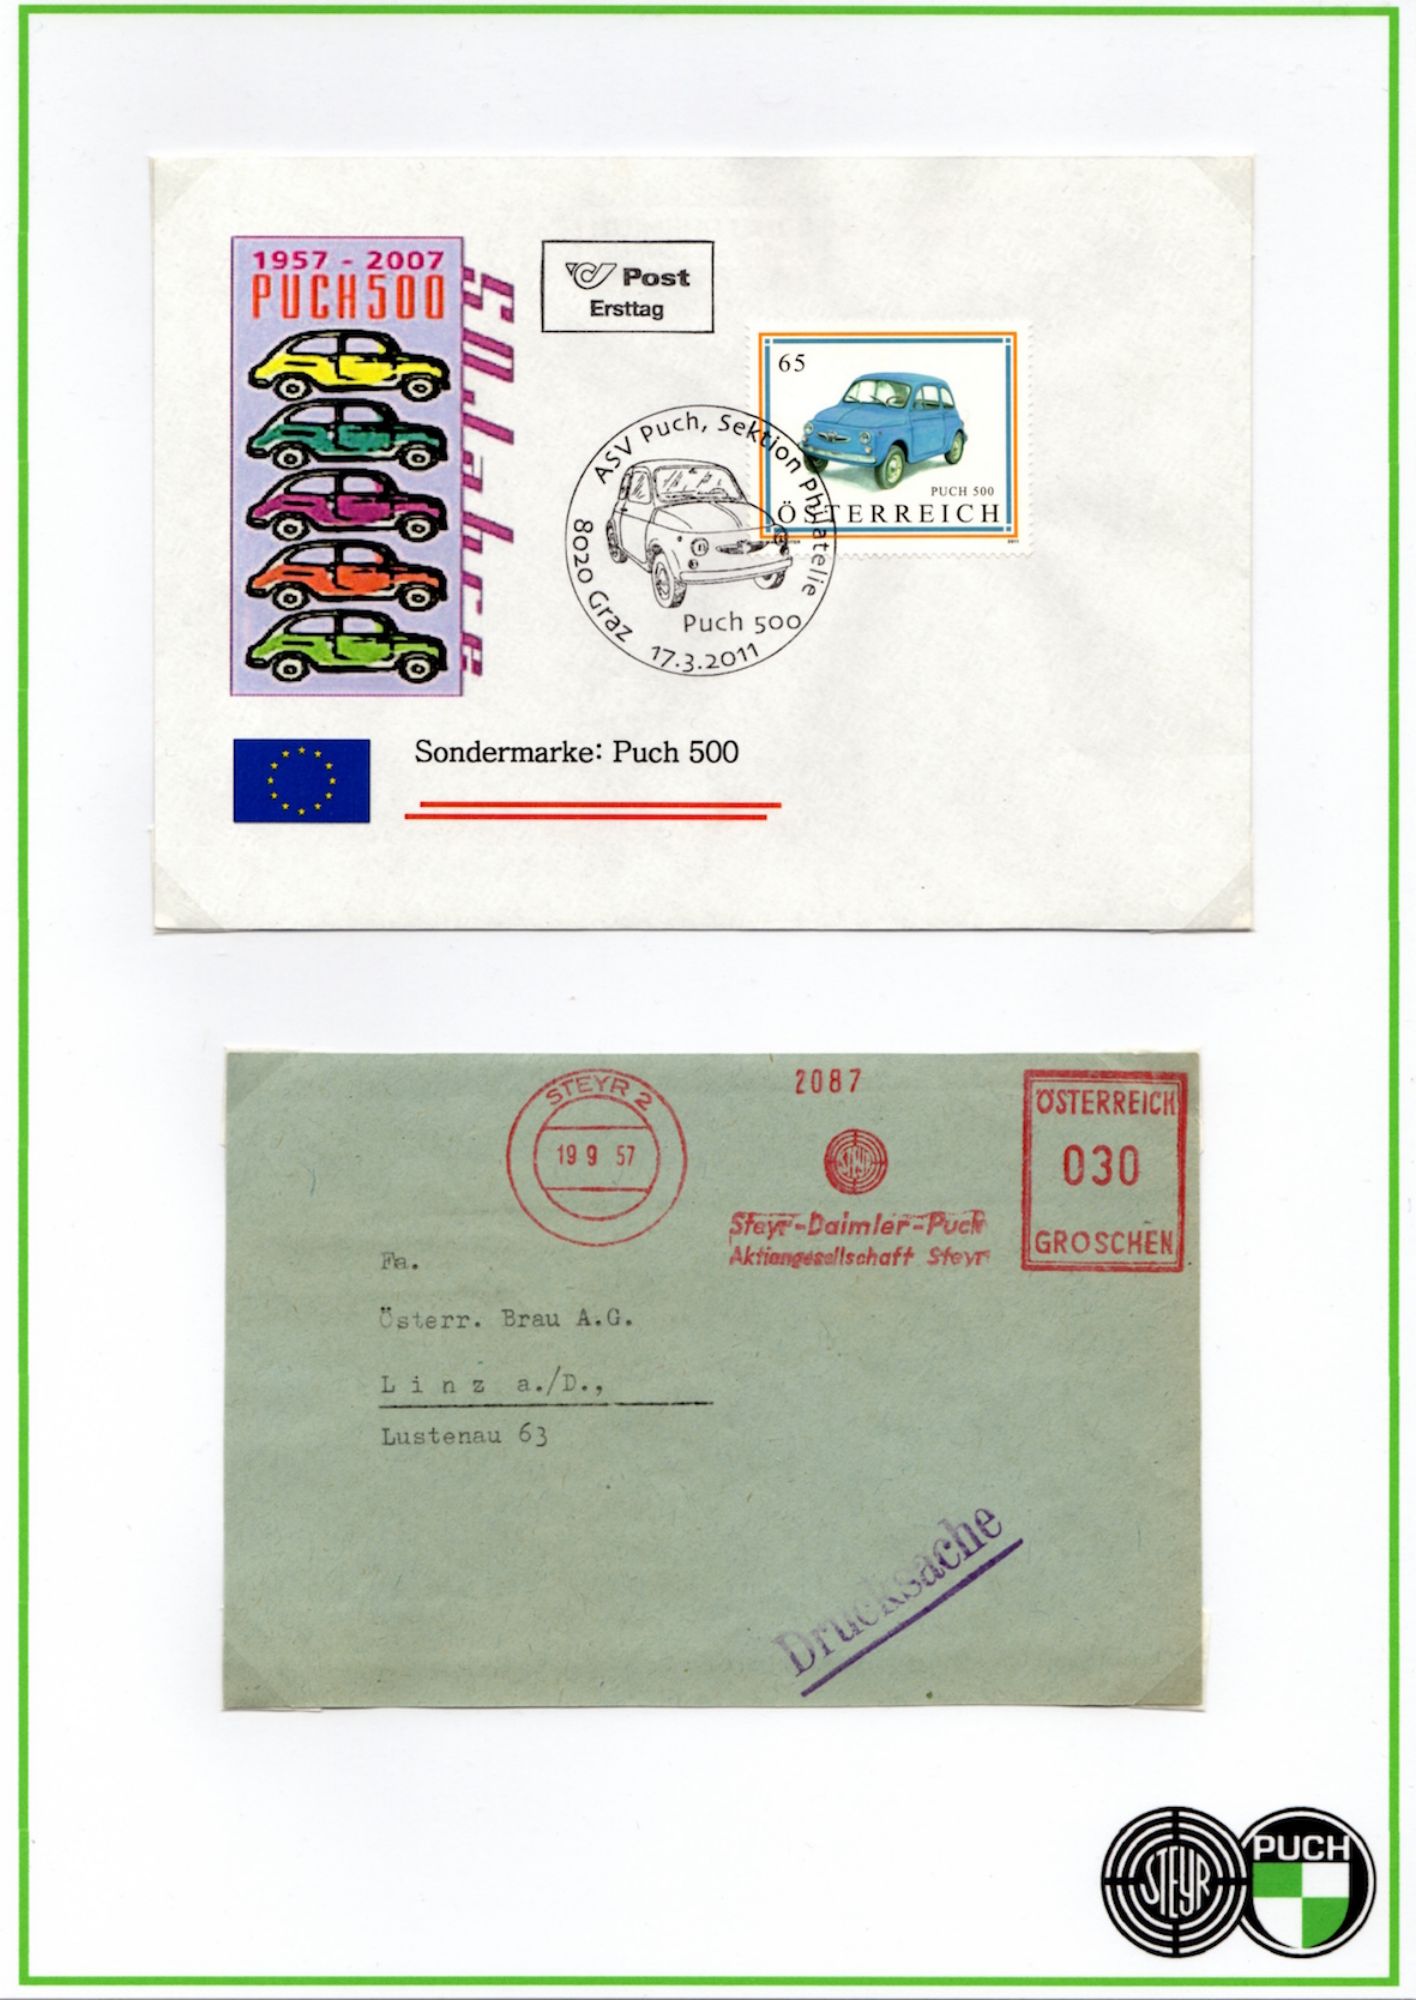 1957 - 2007
PUCH500
50 Jahre
Post
Ersttag
65
PUCH 500
ÖSTERREICH
2011
ASV Puch, Sektion Philatelie
8020 Graz
17.3.2011
Puch 500
Sondermarke: Puch 500
STEYR 2
19 9 57
2087
STEYR
Steyr-Daimler-Puch
Aktiengesellschaft Steyr
ÖSTERREICH
030
GROSCHEN
Fa.
Österr. Brau A.G.
Linz a./D.,
Lustenau 63
Drucksache
STEYR
PUCH